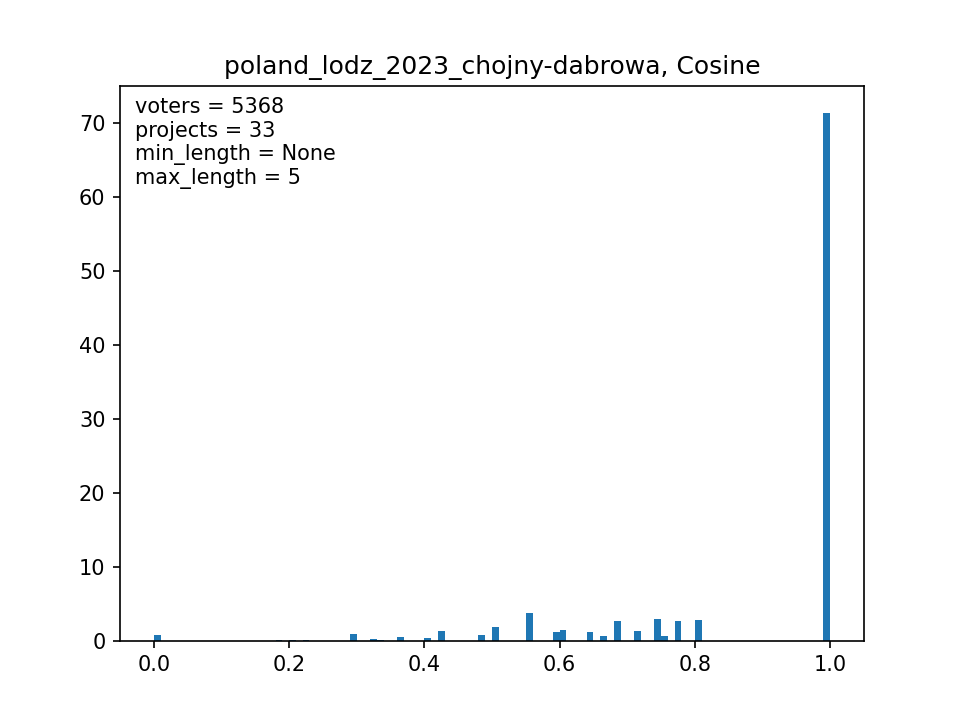 poland_lodz_2023_chojny-dabrowa, Cosine
voters = 5368
projects = 33
min_length = None
max_length = 5
70
60
50
40
30
20
10
0
0.0 0.2 0.4 0.6 0.8 1.0